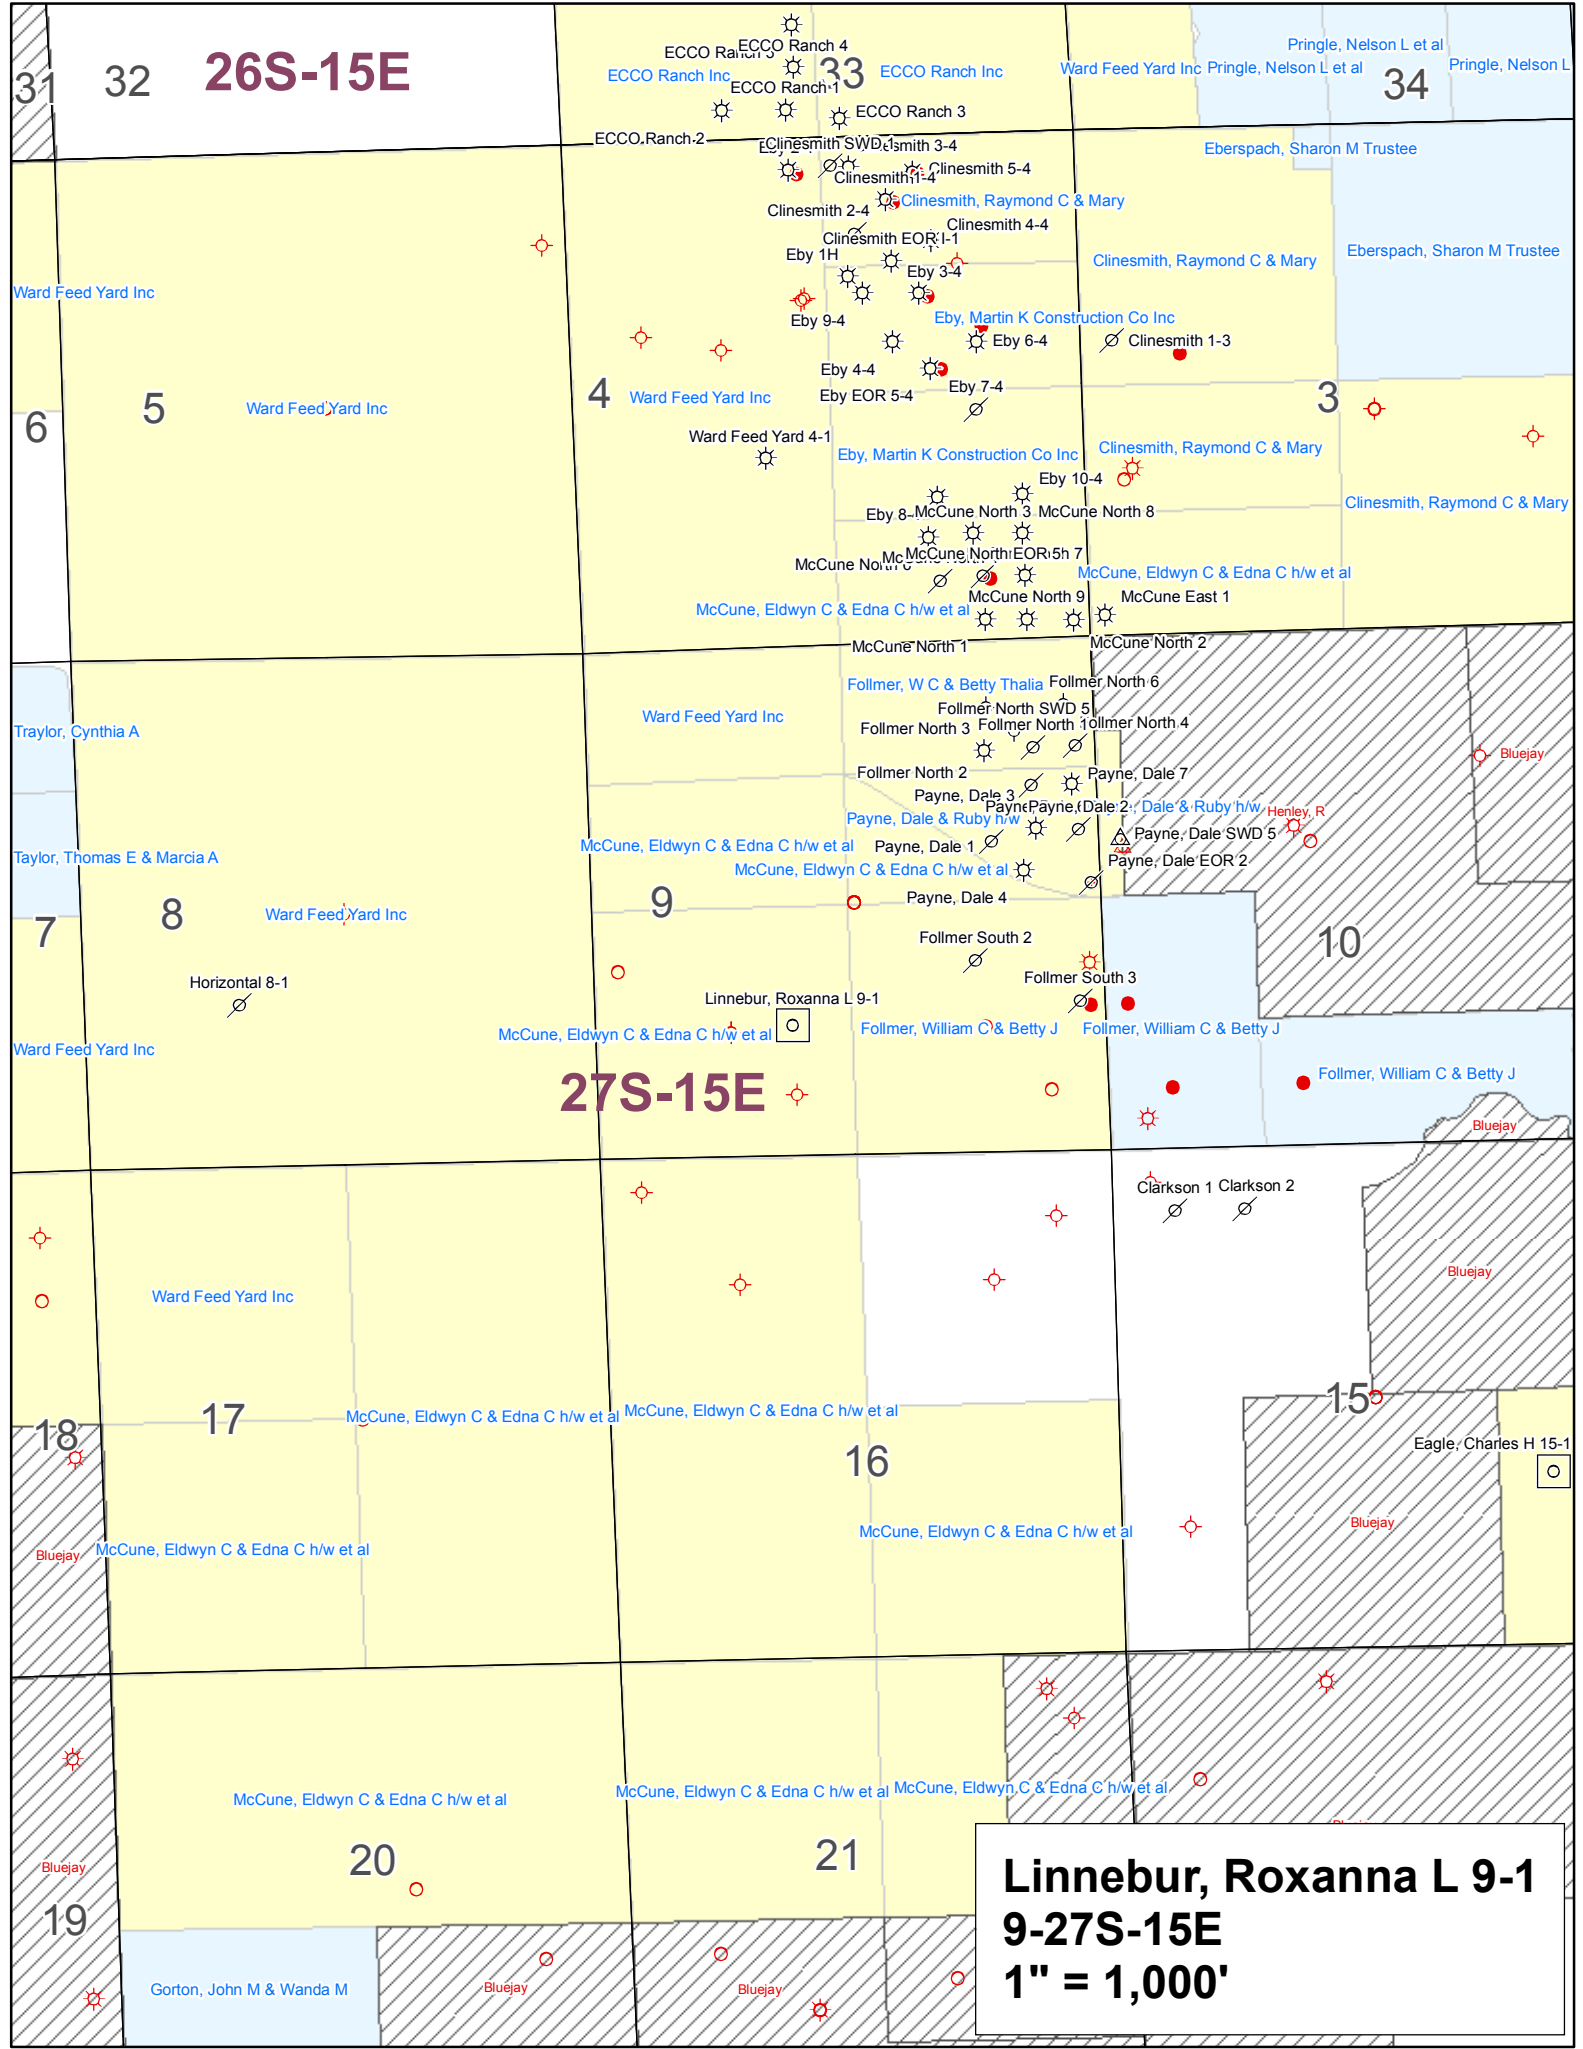 31
32
26S-15E
ECCO Ranch 4
ECCO Ranch Inc
33
ECCO Ranch Inc
Ward Feed Yard Inc
Pringle, Nelson L et al
Pringle, Nelson L et al
Pringle, Nelson L
34
ECCO Ranch 1
ECCO Ranch 3
ECCO Ranch 2
Clinesmith SWD 1
Clinesmith 5-4
Clinesmith 1-4
Eberspach, Sharon M Trustee
Clinesmith, Raymond C & Mary
Clinesmith 2-4
Clinesmith 4-4
Clinesmith EOR I-1
Eby 1H
Eby 3-4
Clinesmith, Raymond C & Mary
Eberspach, Sharon M Trustee
Ward Feed Yard Inc
Eby 9-4
Eby, Martin K Construction Co Inc
Eby 6-4
Clinesmith 1-3
Eby 4-4
Eby EOR 5-4
Eby 7-4
6
5
Ward Feed Yard Inc
4
Ward Feed Yard Inc
3
Ward Feed Yard 4-1
Eby, Martin K Construction Co Inc
Clinesmith, Raymond C & Mary
Eby 10-4
Clinesmith, Raymond C & Mary
Eby 8-
McCune North 3
McCune North 8
McCune North EOR 5
McCune, Eldwyn C & Edna C h/w et al
McCune North 9
McCune East 1
McCune, Eldwyn C & Edna C h/w et al
McCune North 1
McCune North 2
Follmer, W C & Betty Thalia
Follmer North 6
Follmer North SWD 5
Ward Feed Yard Inc
Follmer North 3
Follmer North 1
Follmer North 4
Traylor, Cynthia A
Bluejay
Follmer North 2
Payne, Dale 7
Payne, Dale 3
Payne, Dale 2
Dale & Ruby h/w
Henley, R
Payne, Dale & Ruby h/w
Payne, Dale SWD 5
Taylor, Thomas E & Marcia A
McCune, Eldwyn C & Edna C h/w et al
Payne, Dale 1
Payne, Dale EOR 2
McCune, Eldwyn C & Edna C h/w et al
Payne, Dale 4
7
8
Ward Feed Yard Inc
9
10
Follmer South 2
Follmer South 3
Horizontal 8-1
Linnebur, Roxanna L 9-1
McCune, Eldwyn C & Edna C h/w et al
Follmer, William C & Betty J
Follmer, William C & Betty J
Ward Feed Yard Inc
27S-15E
Follmer, William C & Betty J
Bluejay
Clarkson 1
Clarkson 2
Bluejay
Ward Feed Yard Inc
18
17
McCune, Eldwyn C & Edna C h/w et al
McCune, Eldwyn C & Edna C h/w et al
15
16
Eagle, Charles H 15-1
Bluejay
McCune, Eldwyn C & Edna C h/w et al
McCune, Eldwyn C & Edna C h/w et al
Bluejay
McCune, Eldwyn C & Edna C h/w et al
McCune, Eldwyn C & Edna C h/w et al
McCune, Eldwyn C & Edna C h/w et al
Bluejay
19
20
21
Gorton, John M & Wanda M
Bluejay
Bluejay
Linnebur, Roxanna L 9-1
9-27S-15E
1" = 1,000'